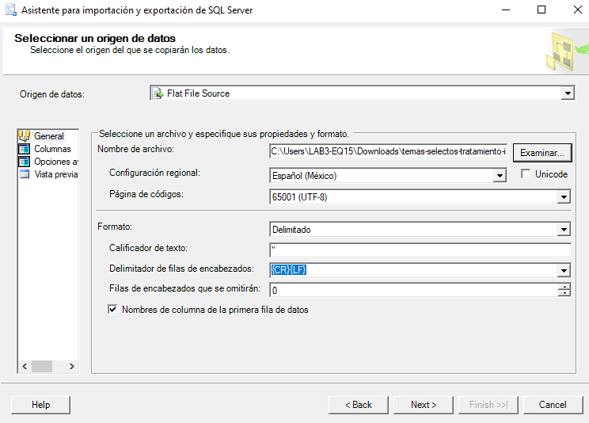 Asistente para importación y exportación de SQL Server
Seleccionar un origen de datos
Seleccione el origen del que se copiarán los datos.
Origen de datos:
Flat File Source
General
Columnas
Opciones a
Vista previa
Seleccione un archivo y especifique sus propiedades y formato.
Nombre de archivo:
C:\Users\LAB3-EQ15\Downloads\temas-selectos-tratamiento-i
Examinar...
Configuración regional:
Español (México)
Unicode
Página de códigos:
65001 (UTF-8)
Formato:
Delimitado
Calificador de texto:
"
Delimitador de filas de encabezados:
{CR}{LF}
Filas de encabezados que se omitirán:
0
Nombres de columna de la primera fila de datos
Help
< Back
Next >
Finish >>|
Cancel